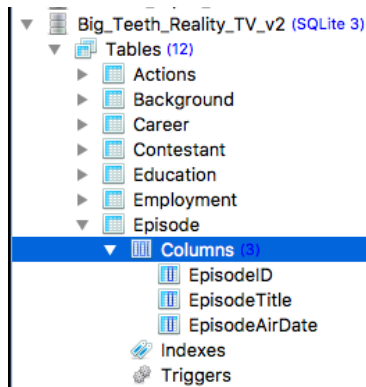 Big_Teeth_Reality_TV_v2 (SQLite 3)
Tables (12)
Actions
Background
Career
Contestant
Education
Employment
Episode
Columns (3)
EpisodeID
EpisodeTitle
EpisodeAirDate
Indexes
Triggers